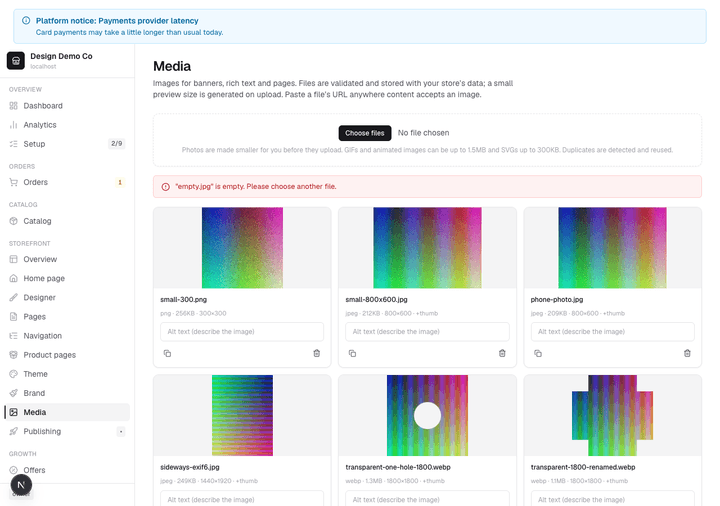 Platform notice: Payments provider latency
Card payments may take a little longer than usual today.
Design Demo Co
localhost
OVERVIEW
Dashboard
Analytics
Setup 2/9
ORDERS
Orders 1
CATALOG
Catalog
STOREFRONT
Overview
Home page
Designer
Pages
Navigation
Product pages
Theme
Brand
Media
Publishing
GROWTH
Offers
N
Media
Images for banners, rich text and pages. Files are validated and stored with your store's data; a small
preview size is generated on upload. Paste a file's URL anywhere content accepts an image.
Choose files No file chosen
Photos are made smaller for you before they upload. GIFs and animated images can be up to 1.5MB and SVGs up to 300KB. Duplicates are detected and reused.
"empty.jpg" is empty. Please choose another file.
small-300.png
png · 256KB · 300×300
Alt text (describe the image)
small-800x600.jpg
jpeg · 212KB · 800×600 · +thumb
Alt text (describe the image)
phone-photo.jpg
jpeg · 209KB · 800×600 · +thumb
Alt text (describe the image)
sideways-exif6.jpg
jpeg · 249KB · 1440×1920 · +thumb
Alt text (describe the image)
transparent-one-hole-1800.webp
webp · 1.3MB · 1800×1800 · +thumb
Alt text (describe the image)
transparent-1800-renamed.webp
webp · 1.1MB · 1800×1800 · +thumb
Alt text (describe the image)